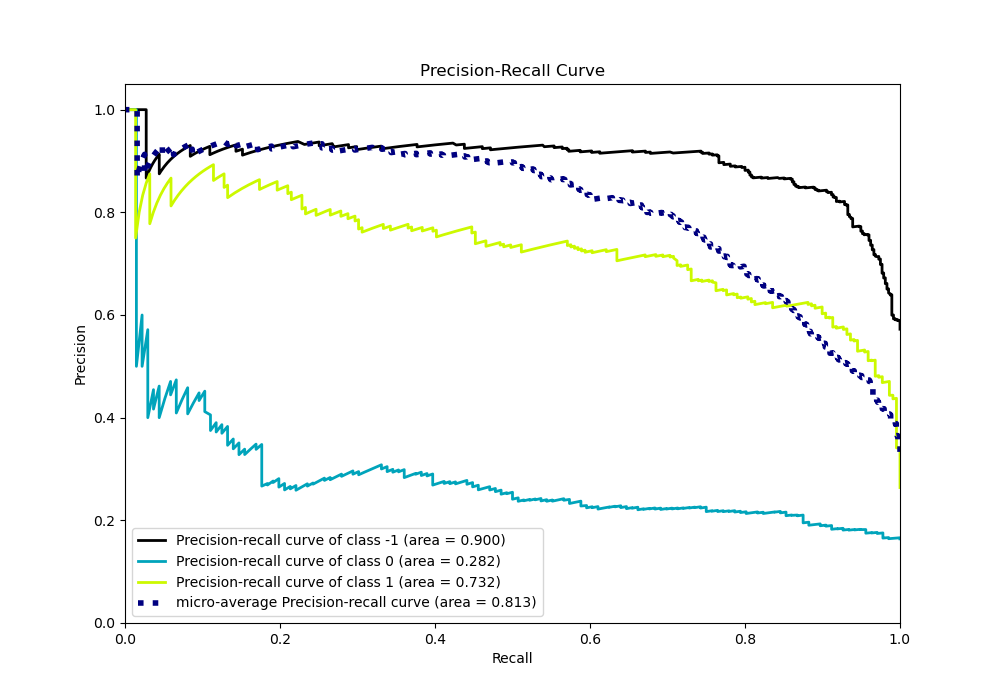 Precision-Recall Curve
1.0
0.8
0.6
0.4
0.2
0.0
Precision
Precision-recall curve of class -1 (area = 0.900)
Precision-recall curve of class 0 (area = 0.282)
Precision-recall curve of class 1 (area = 0.732)
micro-average Precision-recall curve (area = 0.813)
0.0 0.2 0.4 0.6 0.8 1.0
Recall